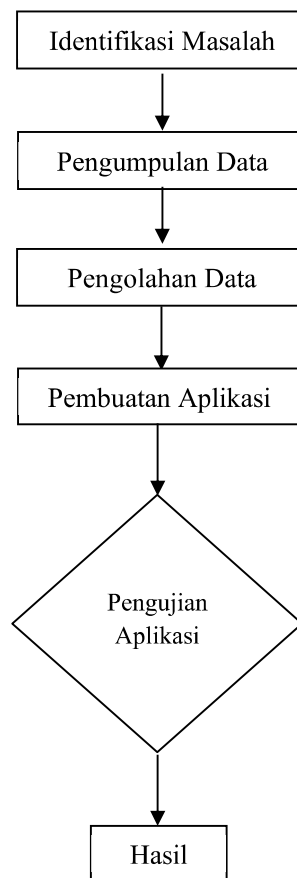 Identifikasi Masalah
Pengumpulan Data
Pengolahan Data
Pembuatan Aplikasi
Pengujian
Aplikasi
Hasil